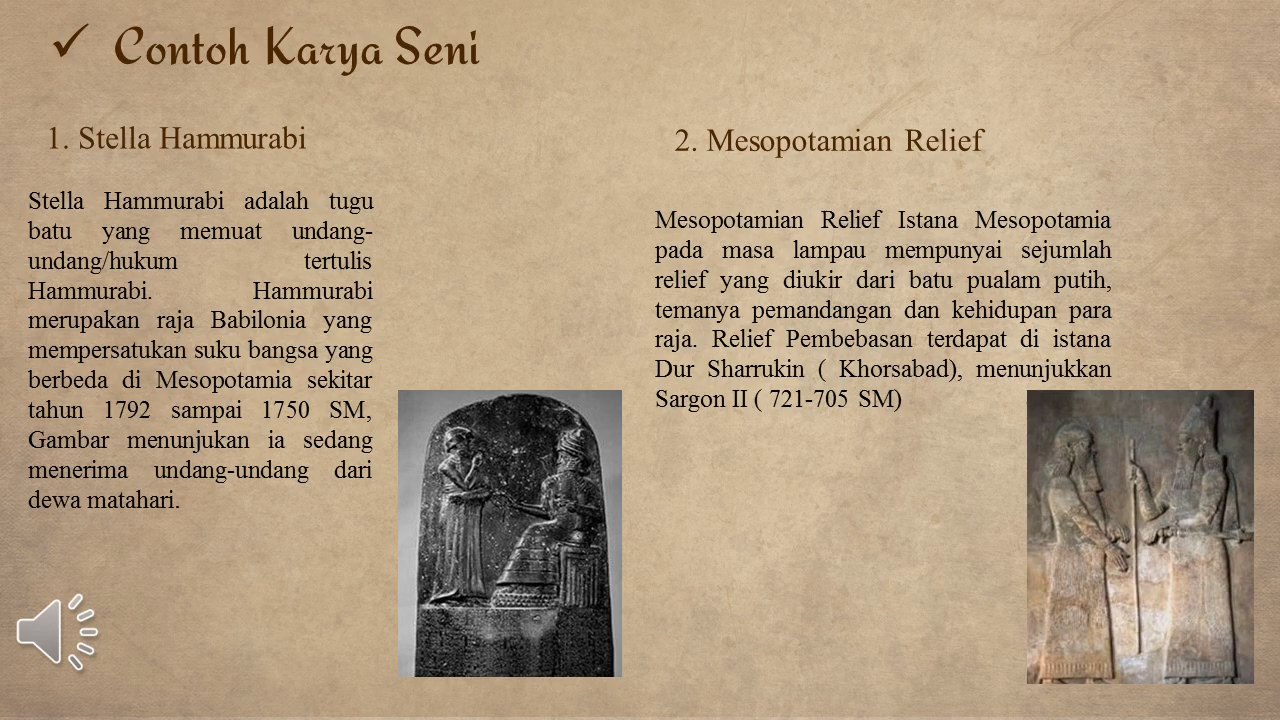 ✓ Contoh Karya Seni
1. Stella Hammurabi
Stella Hammurabi adalah tugu
batu yang memuat undang-
undang/hukum tertulis
Hammurabi. Hammurabi
merupakan raja Babilonia yang
mempersatukan suku bangsa yang
berbeda di Mesopotamia sekitar
tahun 1792 sampai 1750 SM,
Gambar menunjukan ia sedang
menerima undang-undang dari
dewa matahari.
2. Mesopotamian Relief
Mesopotamian Relief Istana Mesopotamia
pada masa lampau mempunyai sejumlah
relief yang diukir dari batu pualam putih,
temanya pemandangan dan kehidupan para
raja. Relief Pembebasan terdapat di istana
Dur Sharrukin ( Khorsabad), menunjukkan
Sargon II ( 721-705 SM)